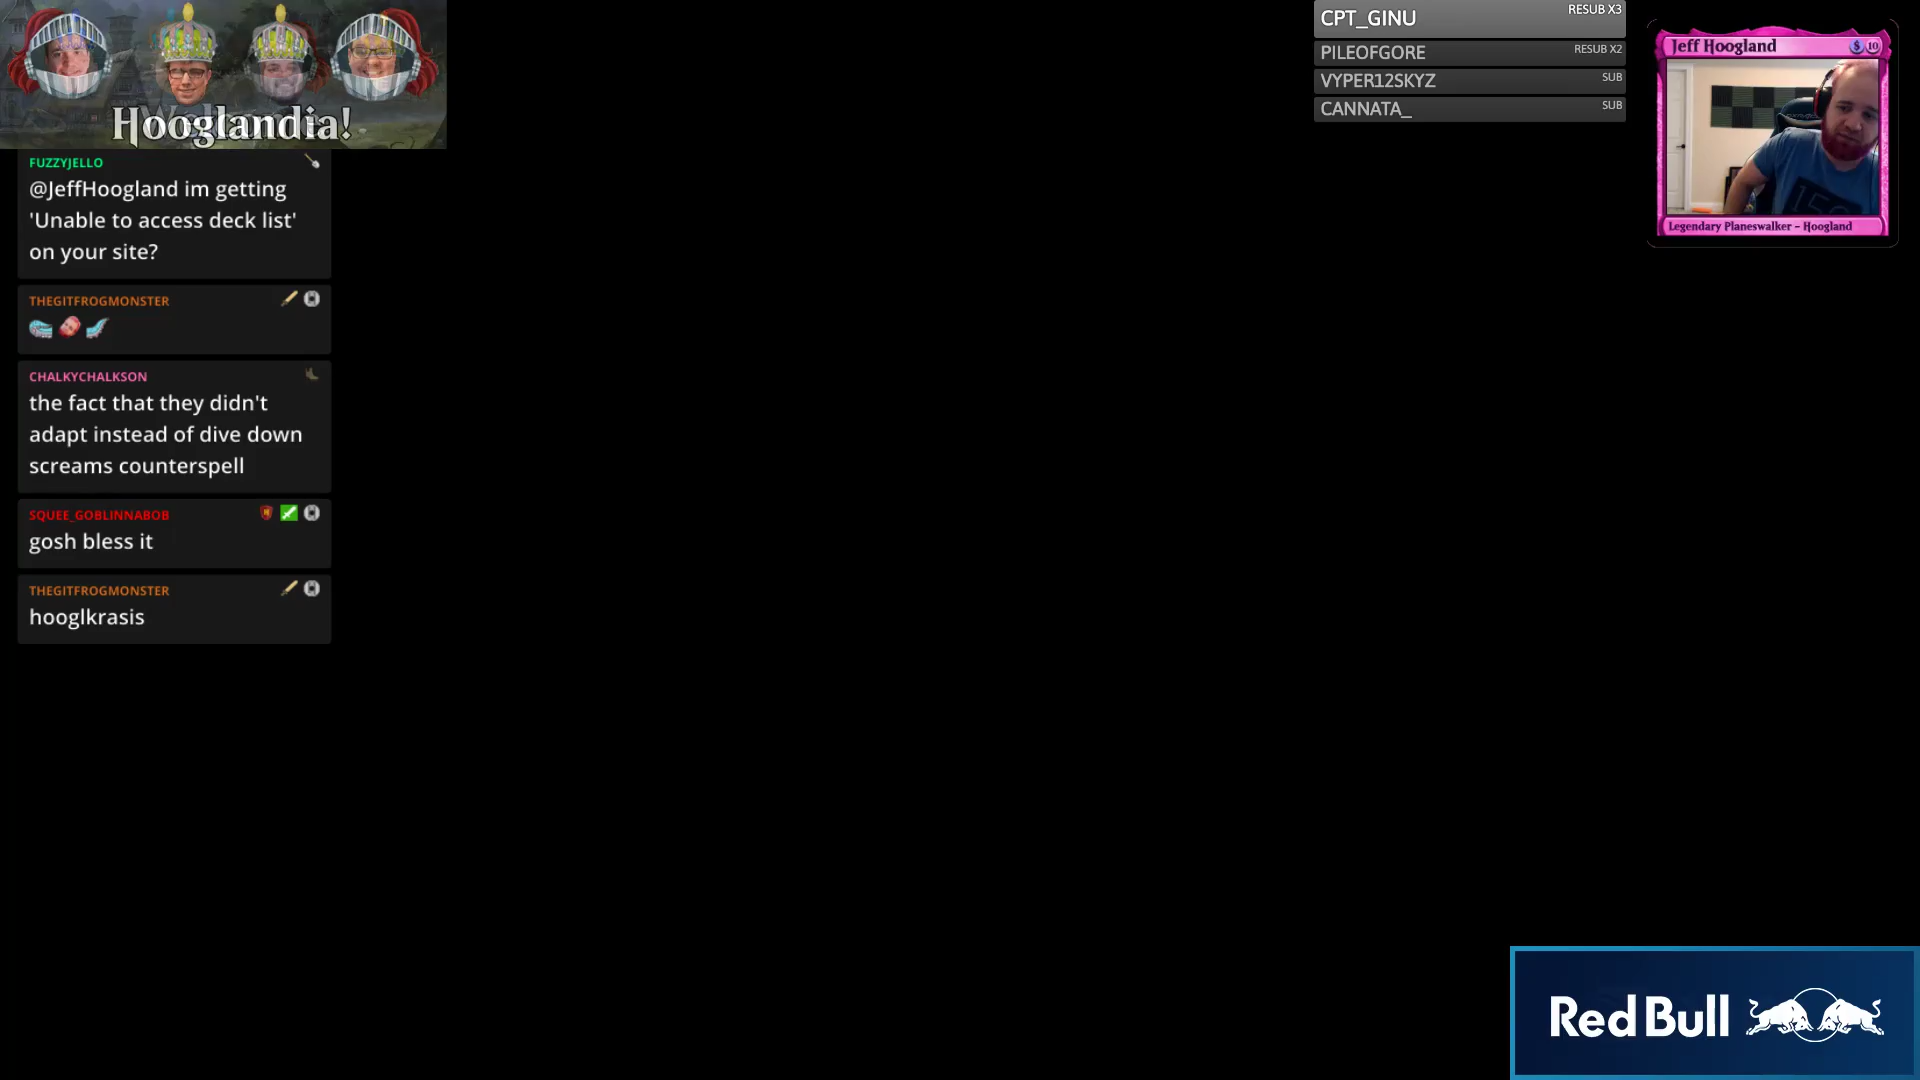 Hooglandia!
FUZZYJELLO
@JeffHoogland im getting
'Unable to access deck list'
on your site?
THEGITFROGMONSTER
CHALKYCHALKSON
the fact that they didn't
adapt instead of dive down
screams counterspell
SQUEE_GOBLINNABOB
gosh bless it
THEGITFROGMONSTER
hooglkrasis
CPT_GINU RESUB X3
PILEOFGORE RESUB X2
VYPER12SKYZ SUB
CANNATA_ SUB
Jeff Hoogland $ 10
Legendary Planeswalker - Hoogland
Red Bull